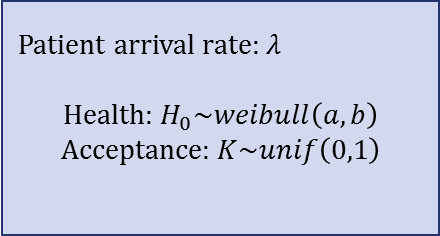 Patient arrival rate: λ
Health: H₀~weibull(a, b)
Acceptance: K~unif(0,1)